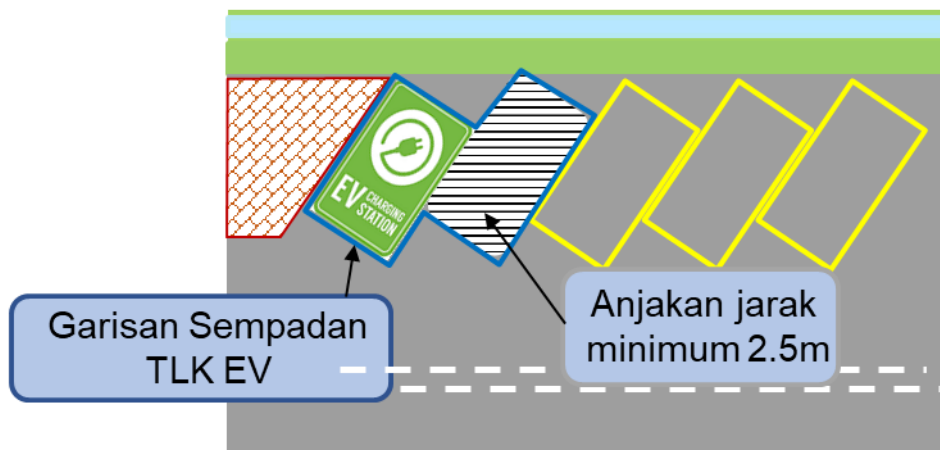 EV CHARGING
STATION
Garisan Sempadan
TLK EV
Anjakan jarak
minimum 2.5m